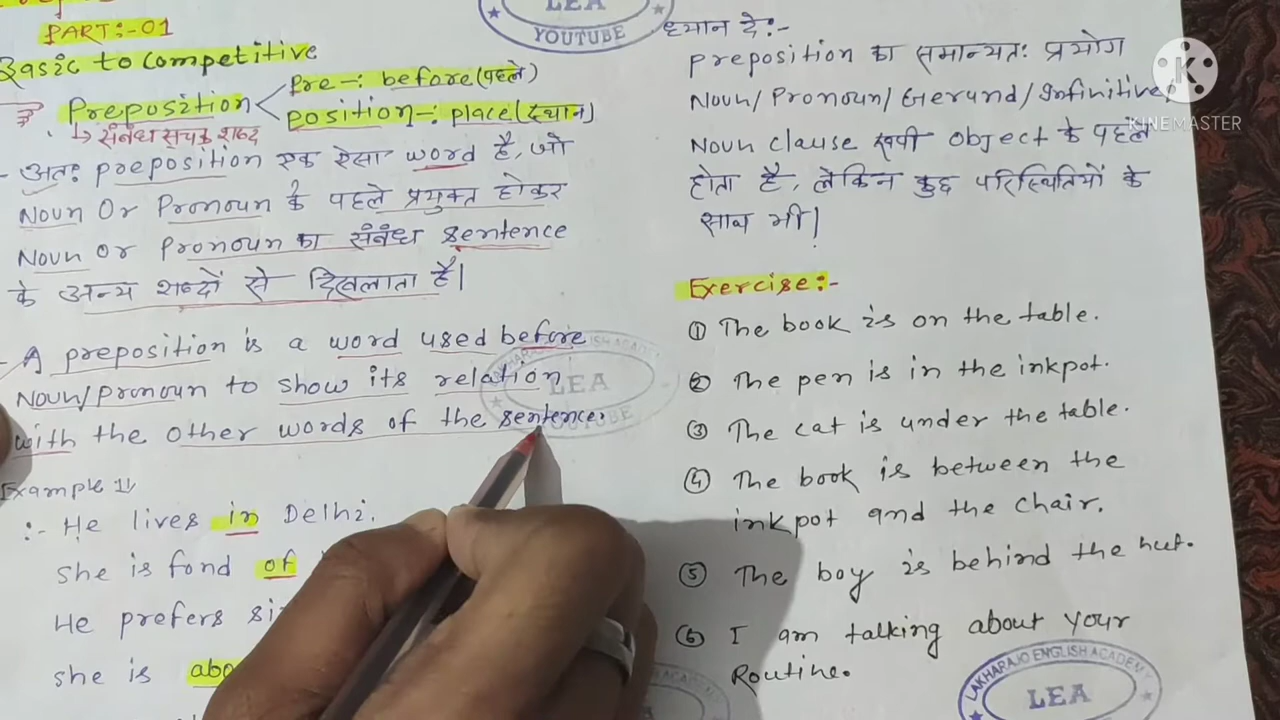 LEA
YOUTUBE
PART:-01
Basic to Competitive
Preposition
Pre-: before (पहले)
position-: place (स्थान)
→ संबंध सूचक शब्द
- अतः preposition एक ऐसा word है, जो
Noun Or Pronoun के पहले प्रयुक्त होकर
Noun or Pronoun का संबंध sentence
के अन्य शब्दों से दिखलाता है।
- A preposition is a word used before
Noun/pronoun to show its relation
with the other words of the sentence.
Example 1)
:- He lives in Delhi.
She is fond of
He prefers
she is
ध्यान दे:-
preposition का समान्यतः प्रयोग
Noun/Pronoun/Gerund/Infinitive/
Noun clause रूपी object के पहले
होता है, लेकिन कुछ परिस्थितियों के
साथ भी।
Exercise:-
① The book is on the table.
② The pen is in the inkpot.
③ The cat is under the table.
④ The book is between the
inkpot and the chair.
⑤ The boy is behind the hut.
⑥ I am talking about your
Routine.
KINEMASTER
LEA
LAKHARAJO ENGLISH ACADEMY
LEA